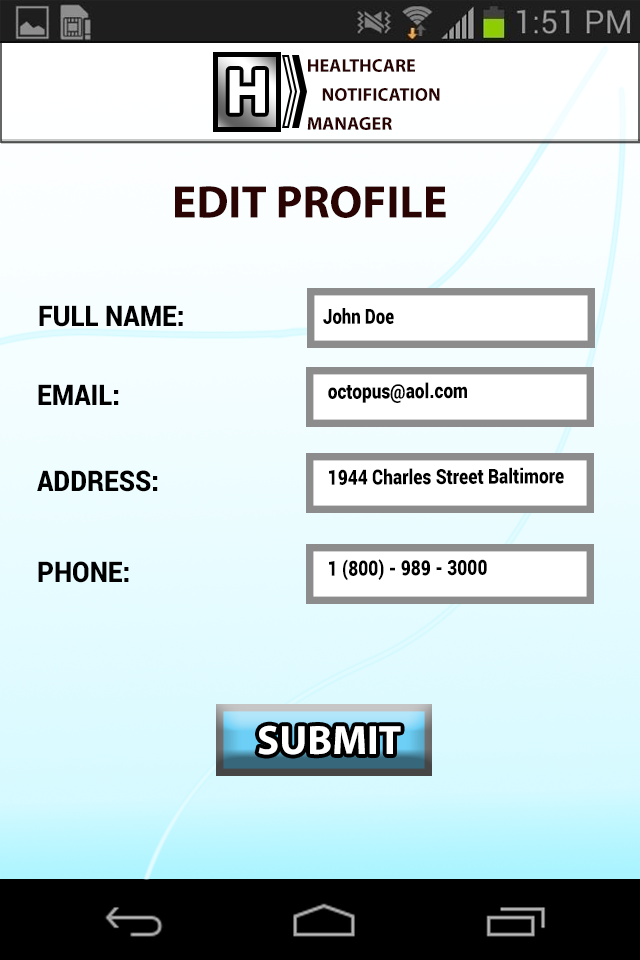 1:51 PM
H
HEALTHCARE
NOTIFICATION
MANAGER
EDIT PROFILE
FULL NAME: John Doe
EMAIL: octopus@aol.com
ADDRESS: 1944 Charles Street Baltimore
PHONE: 1 (800) - 989 - 3000
SUBMIT